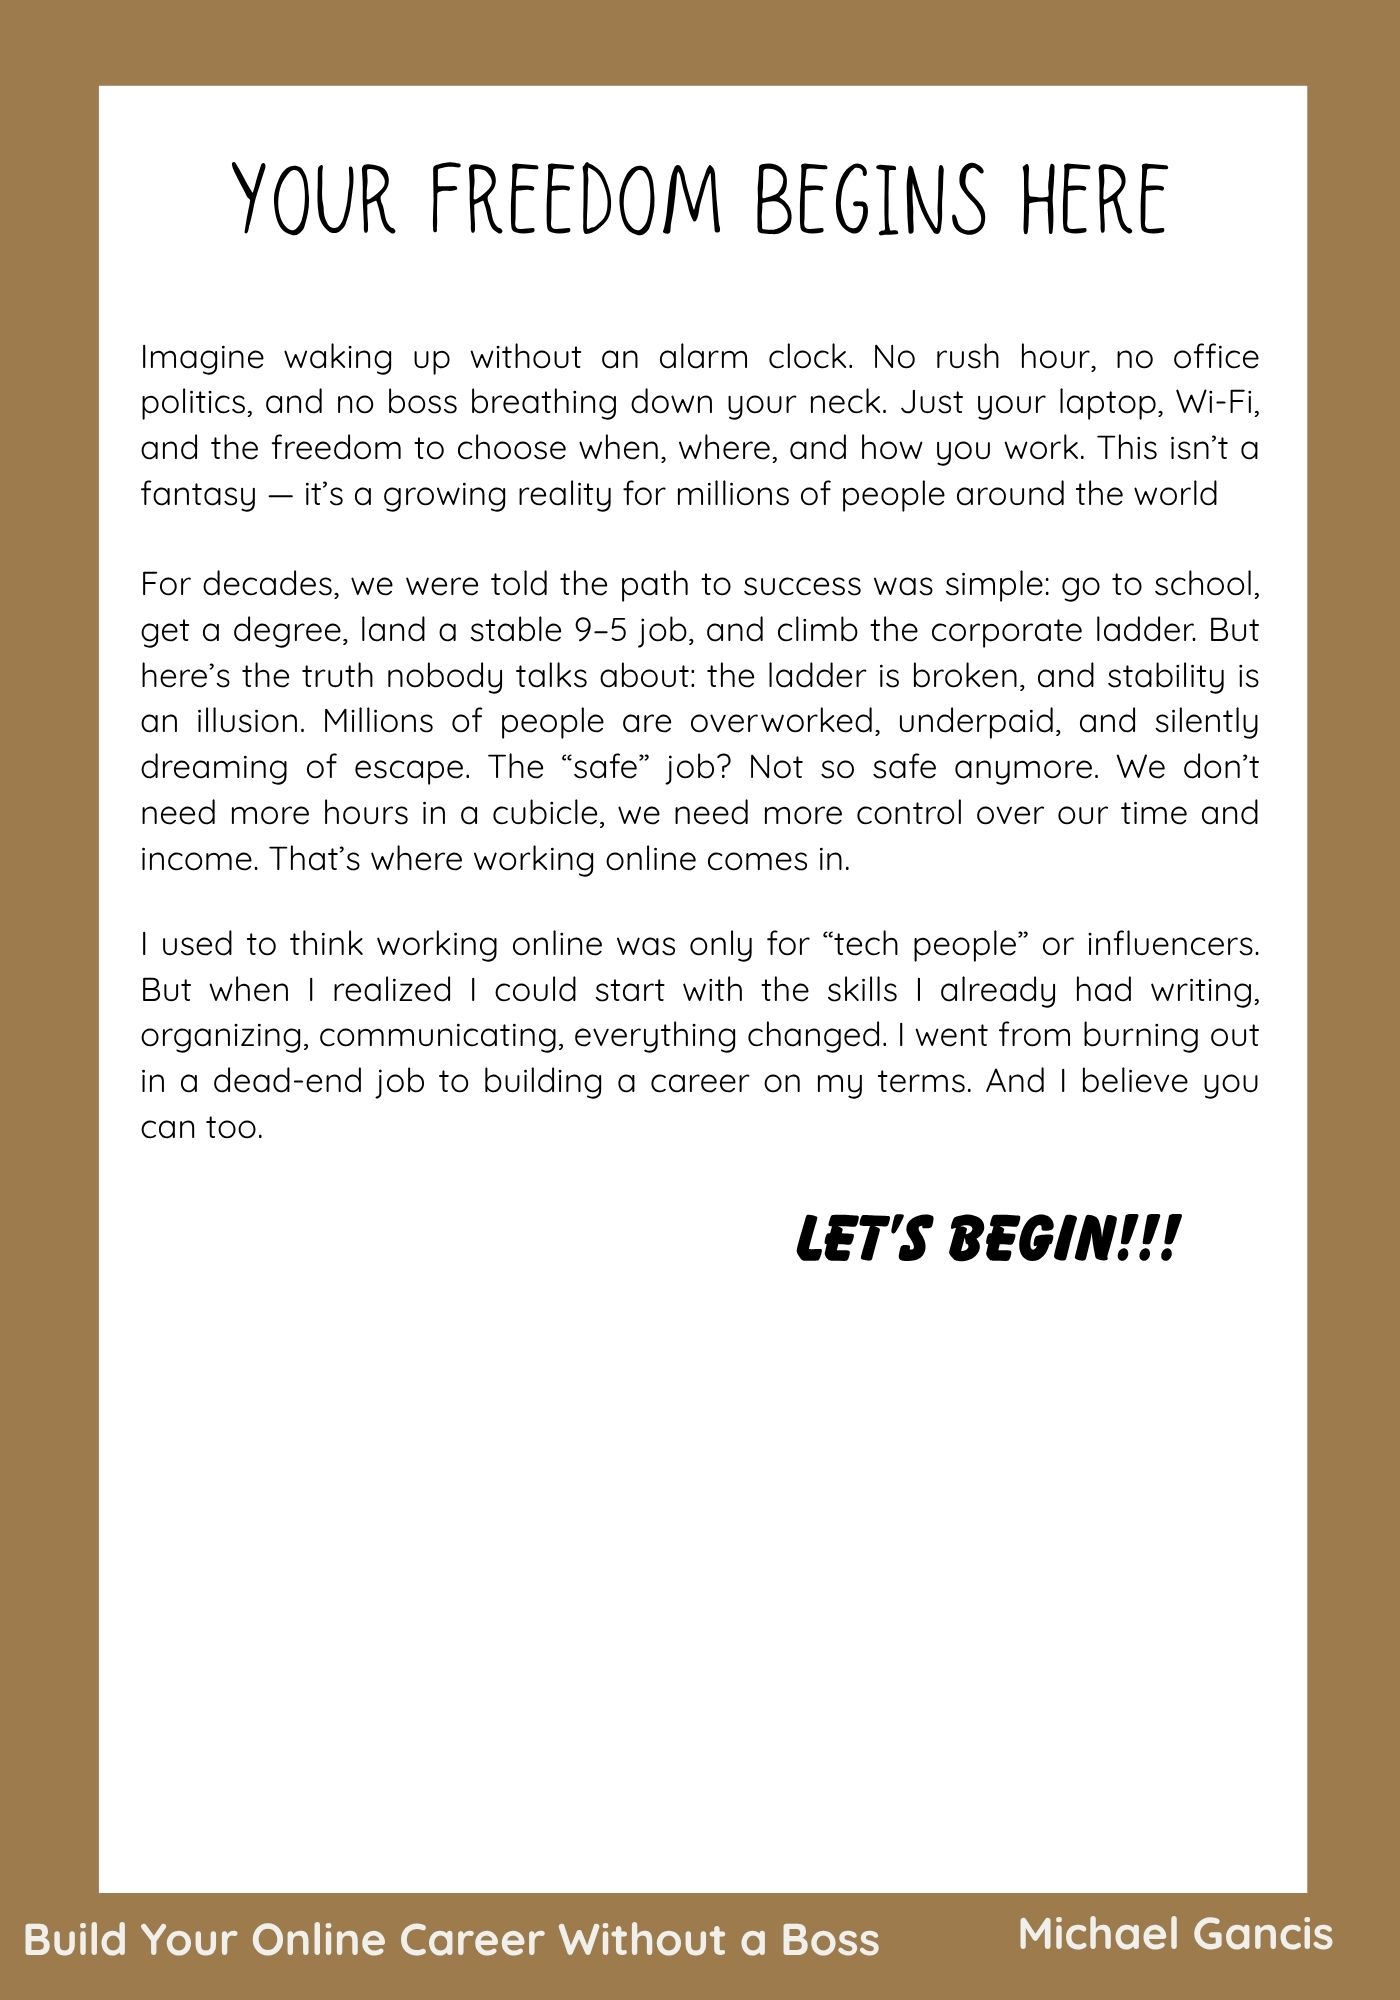 YOUR FREEDOM BEGINS HERE
Imagine waking up without an alarm clock. No rush hour, no office
politics, and no boss breathing down your neck. Just your laptop, Wi-Fi,
and the freedom to choose when, where, and how you work. This isn’t a
fantasy — it’s a growing reality for millions of people around the world
For decades, we were told the path to success was simple: go to school,
get a degree, land a stable 9–5 job, and climb the corporate ladder. But
here’s the truth nobody talks about: the ladder is broken, and stability is
an illusion. Millions of people are overworked, underpaid, and silently
dreaming of escape. The “safe” job? Not so safe anymore. We don’t
need more hours in a cubicle, we need more control over our time and
income. That’s where working online comes in.
I used to think working online was only for “tech people” or influencers.
But when I realized I could start with the skills I already had writing,
organizing, communicating, everything changed. I went from burning out
in a dead-end job to building a career on my terms. And I believe you
can too.
LET'S BEGIN!!!
Build Your Online Career Without a Boss
Michael Gancis